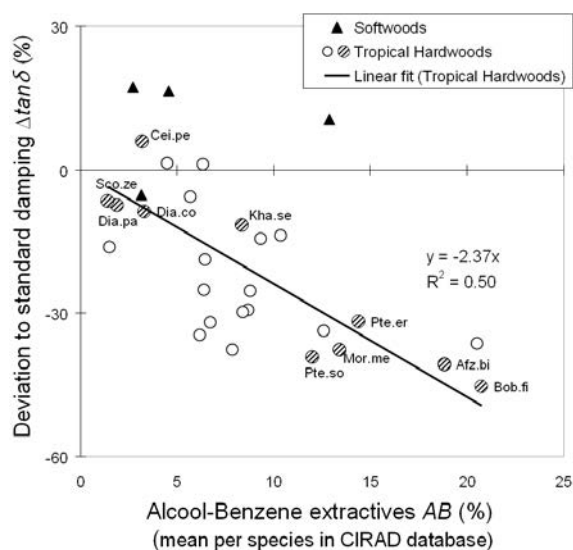 30
▲ Softwoods
Tropical Hardwoods
Linear fit (Tropical Hardwoods)
Cei.pe
0
Sco.ze
Dia.pa
Dia.co
Kha.se
y = -2.37x
R² = 0.50
-30
Pte.er
Mor.me
Pte.so
Afz.bi
Bob.fi
-60
0 5 10 15 20 25
Deviation to standard damping Δtanδ (%)
Alcool-Benzene extractives AB (%)
(mean per species in CIRAD database)